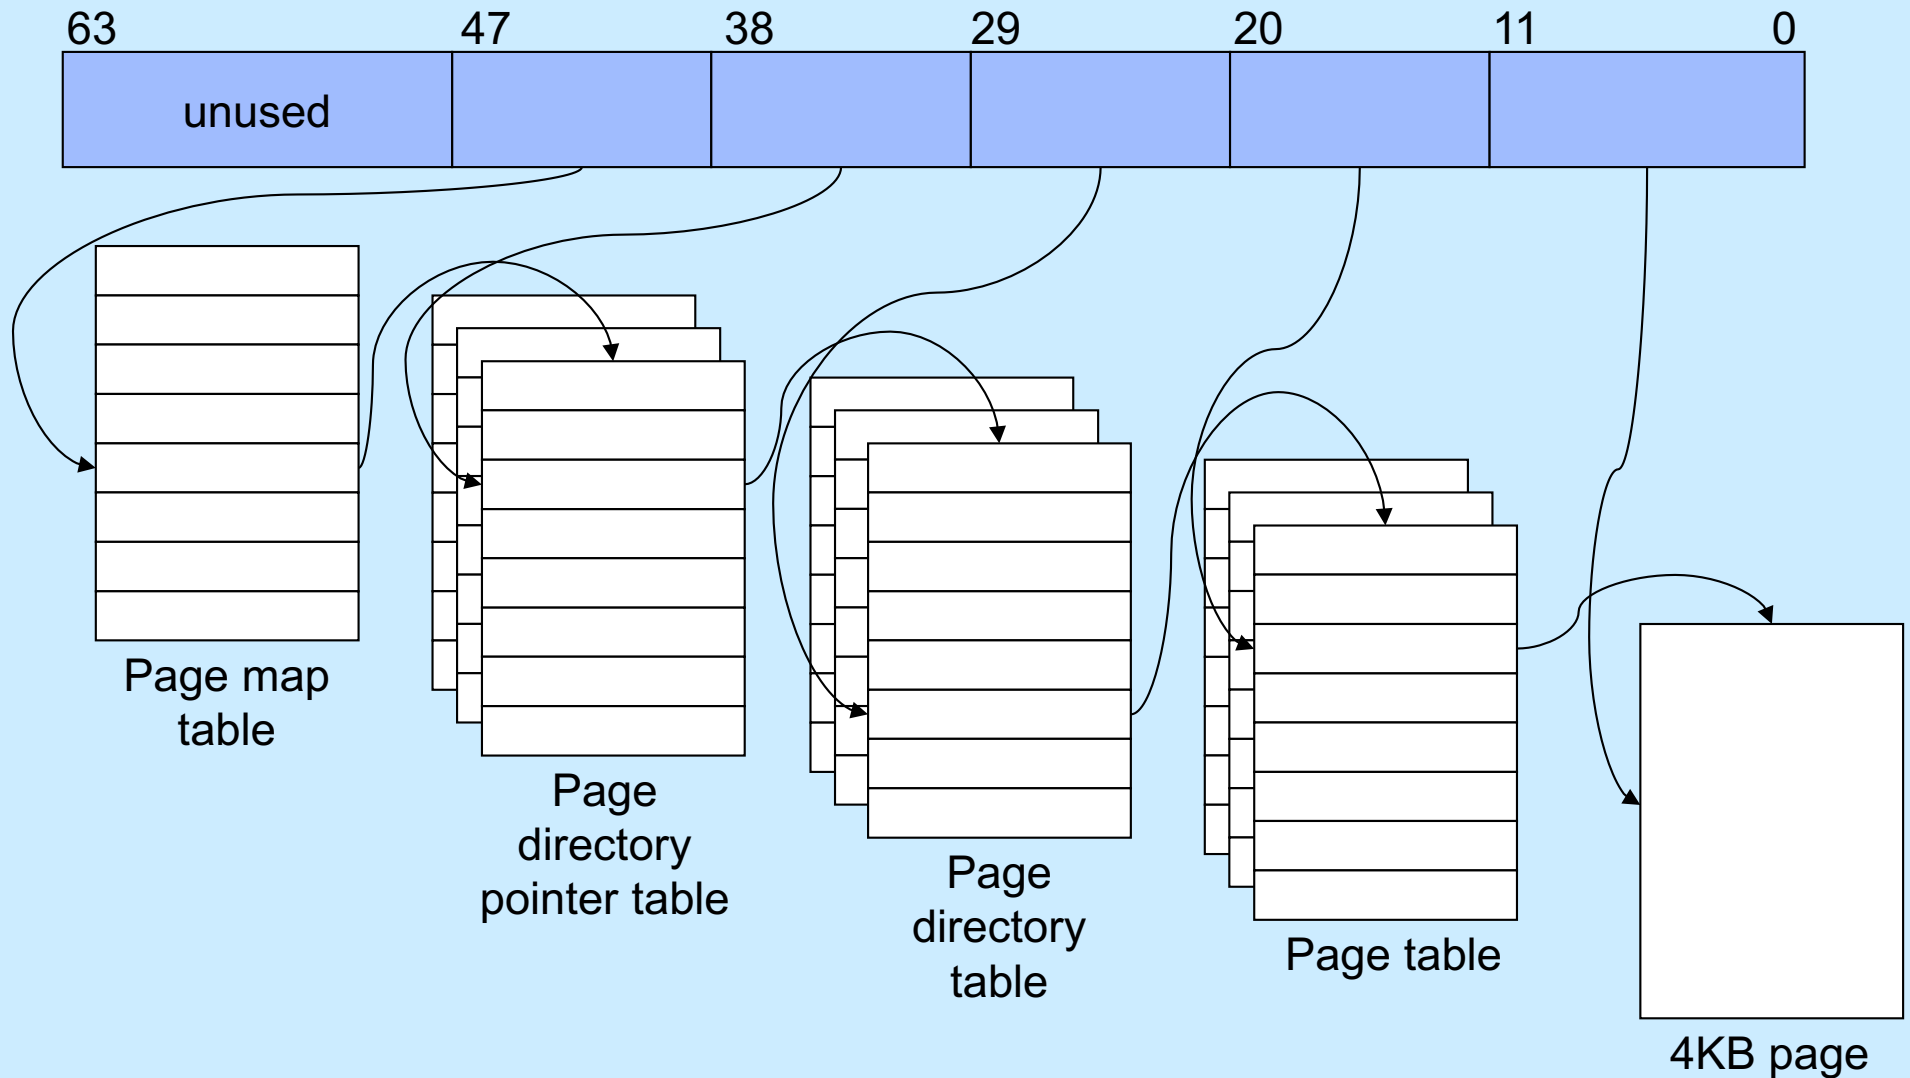 63 47 38 29 20 11 0
unused
Page map
table
Page
directory
pointer table
Page
directory
table
Page table
4KB page